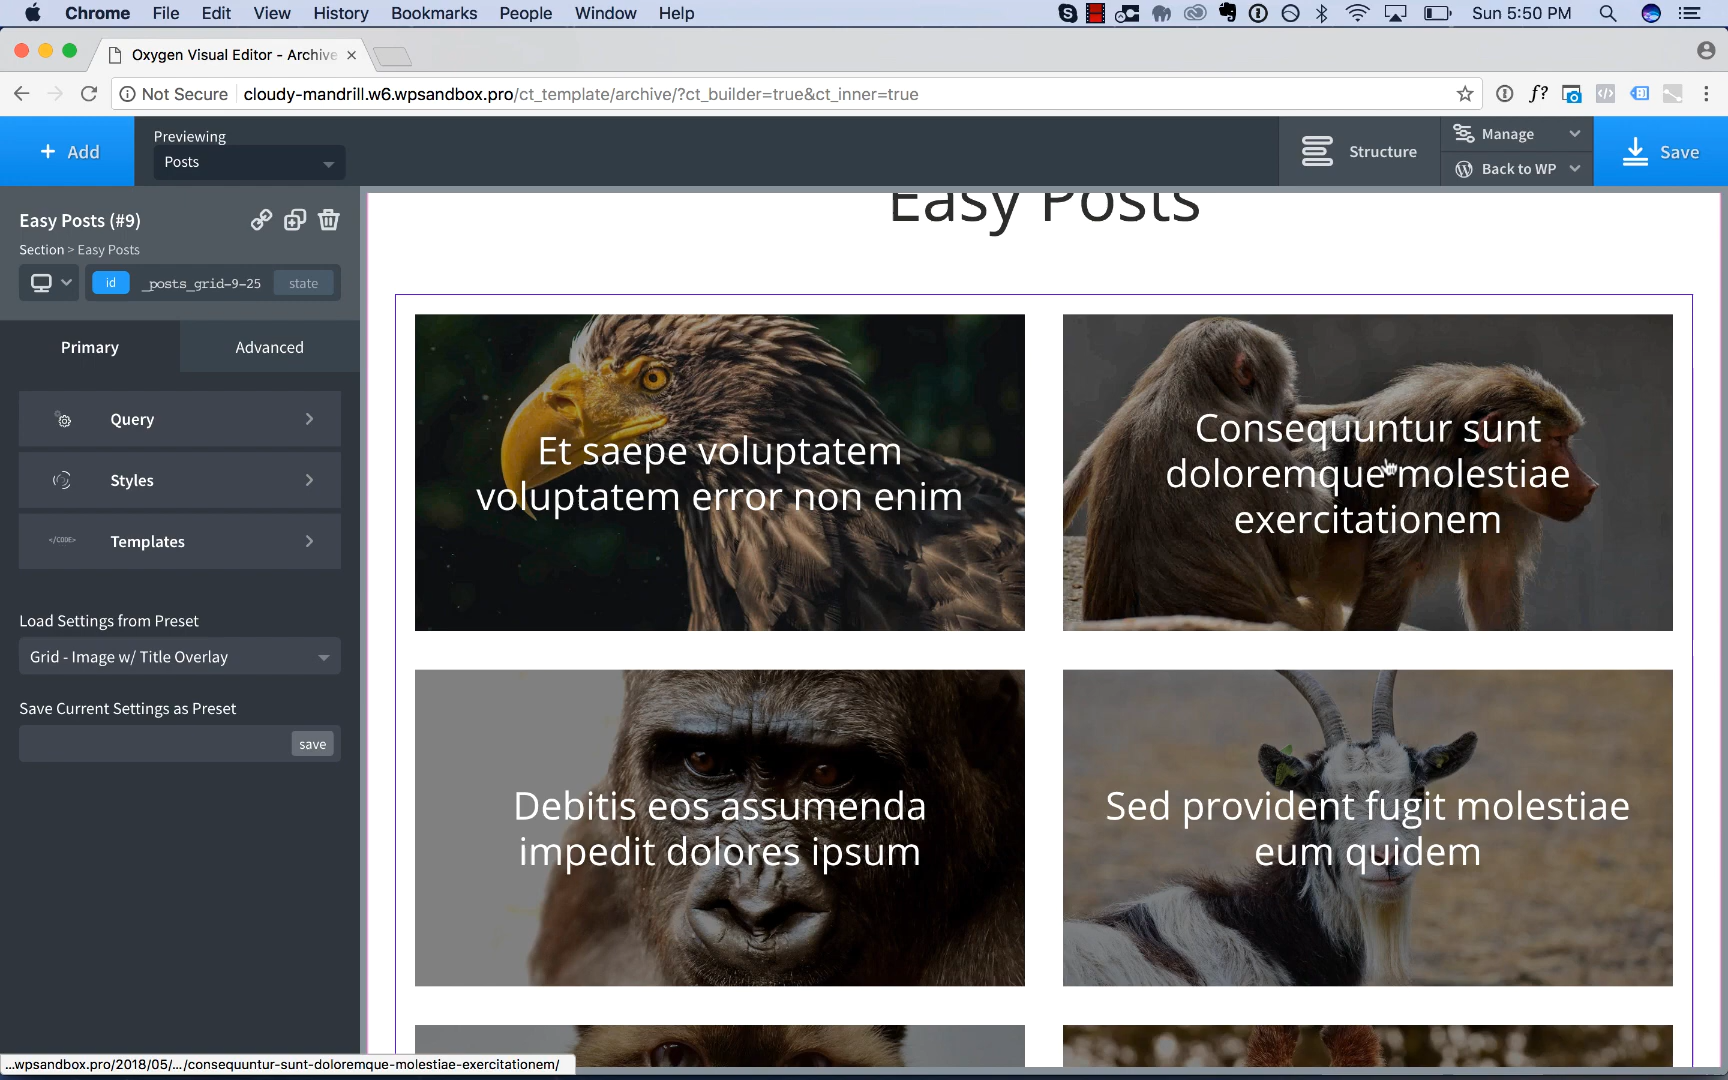 Chrome File Edit View History Bookmarks People Window Help Sun 5:50 PM
Oxygen Visual Editor - Archive
Not Secure cloudy-mandrill.w6.wpsandbox.pro/ct_template/archive/?ct_builder=true&ct_inner=true f?
+ Add
Previewing
Posts
Structure
Manage
Back to WP
Save
Easy Posts (#9)
Section > Easy Posts
id _posts_grid-9-25 state
Primary Advanced
Query
Styles
</CODE> Templates
Load Settings from Preset
Grid - Image w/ Title Overlay
Save Current Settings as Preset
save
Easy Posts
Et saepe voluptatem
voluptatem error non enim
Consequuntur sunt
doloremque molestiae
exercitationem
Debitis eos assumenda
impedit dolores ipsum
Sed provident fugit molestiae
eum quidem
...wpsandbox.pro/2018/05/.../consequuntur-sunt-doloremque-molestiae-exercitationem/